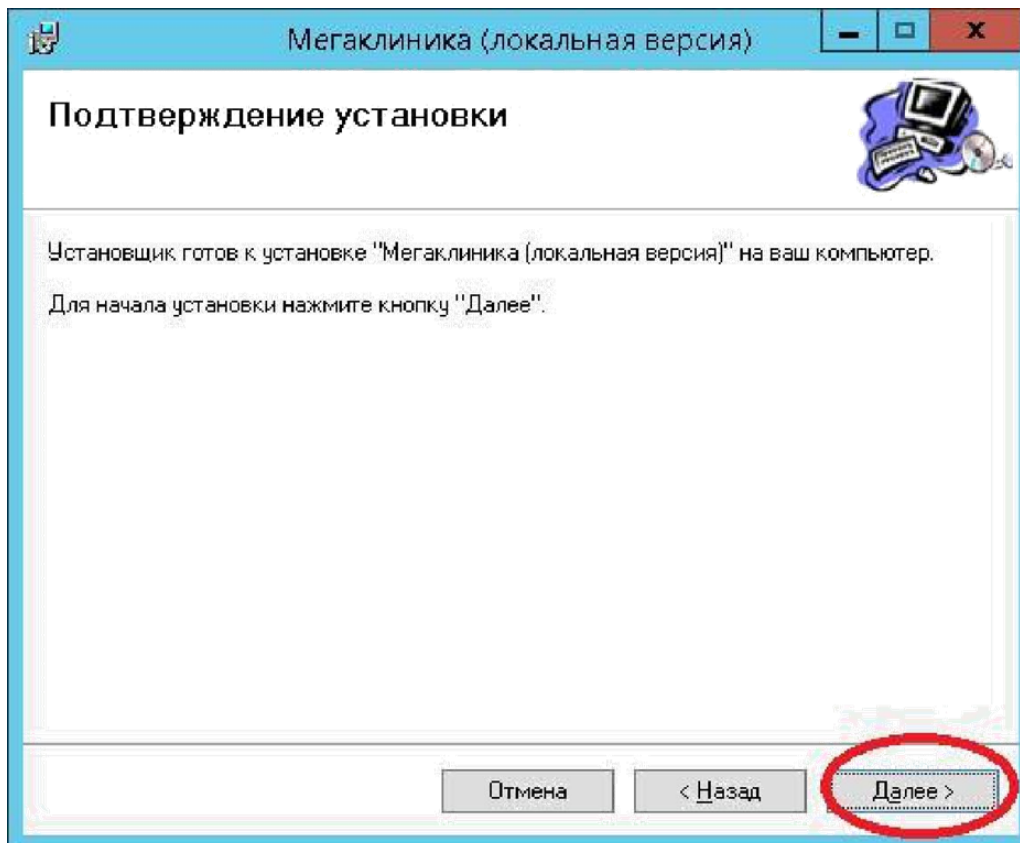 Мегаклиника (локальная версия)
Подтверждение установки
Установщик готов к установке "Мегаклиника (локальная версия)" на ваш компьютер.
Для начала установки нажмите кнопку "Далее".
Отмена
< Назад
Далее >